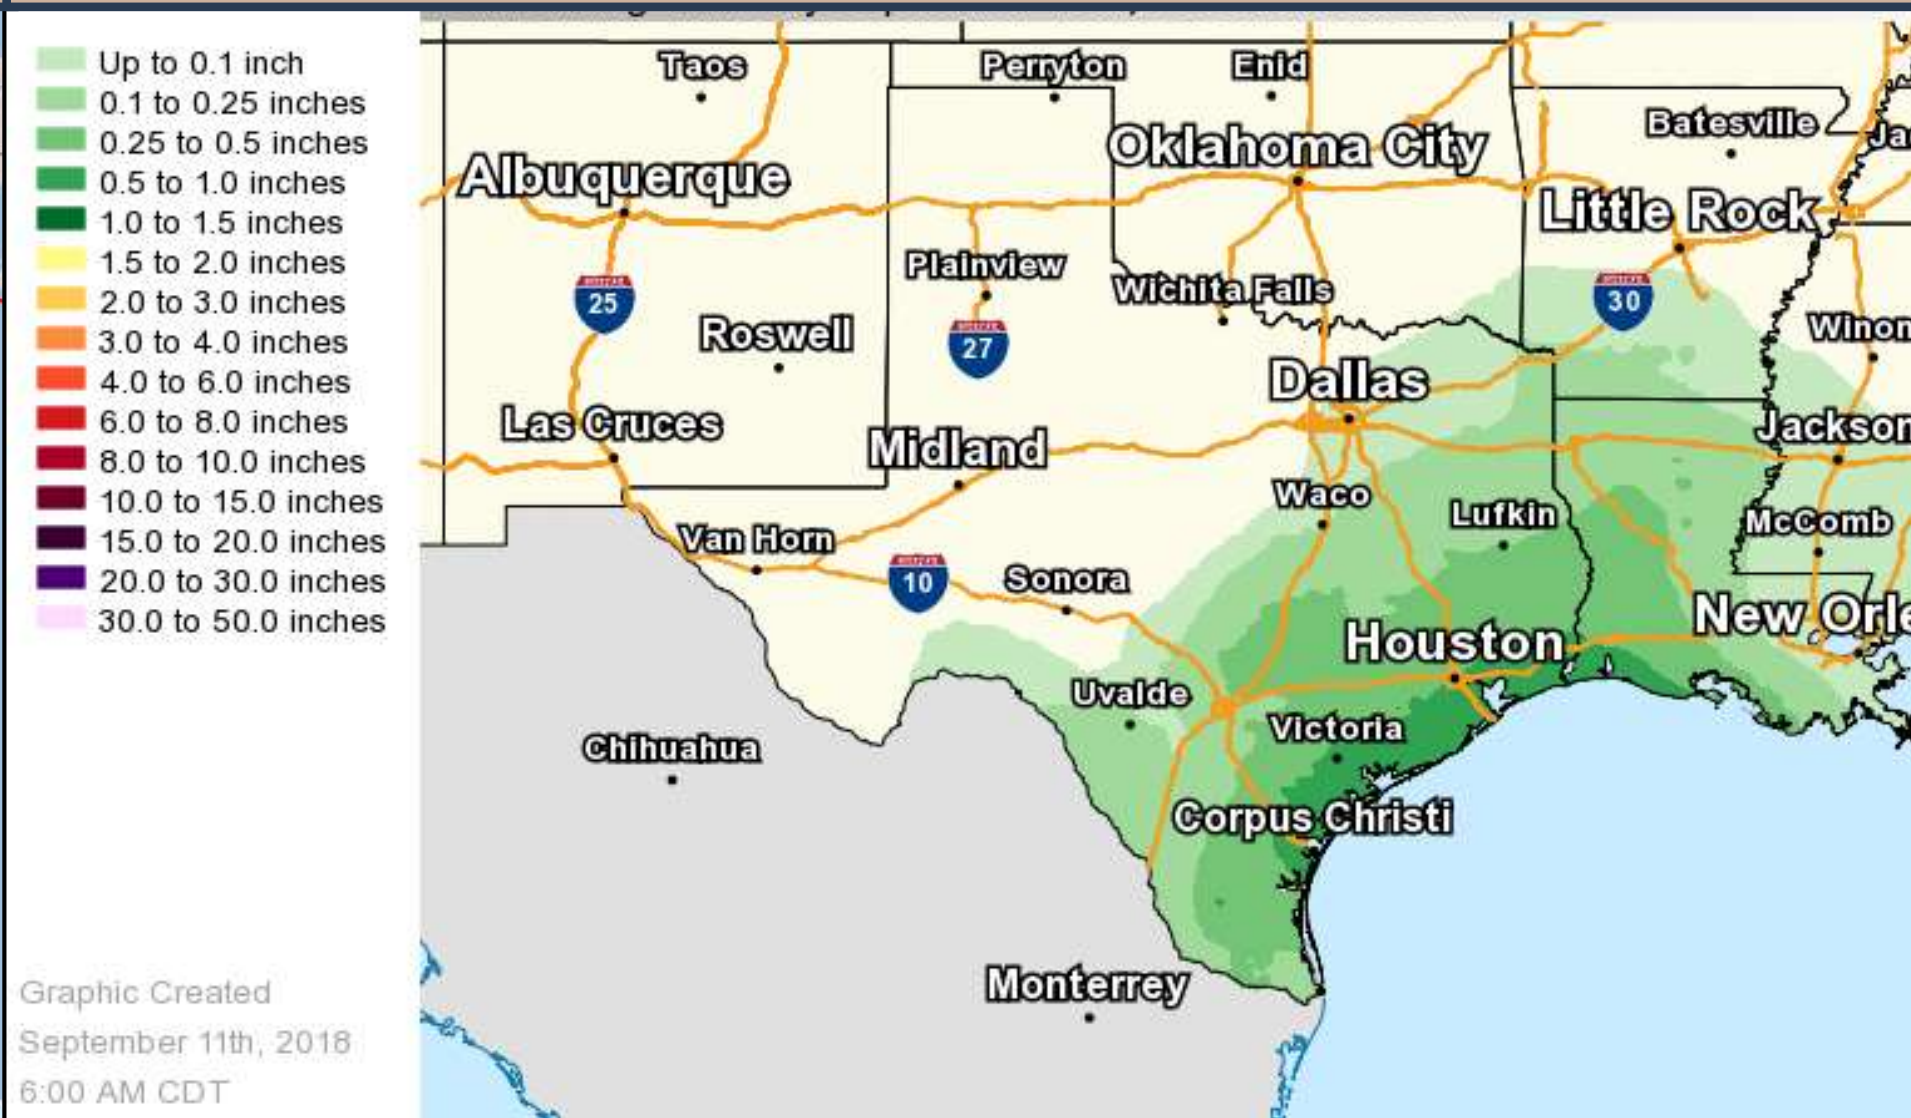 Up to 0.1 inch
0.1 to 0.25 inches
0.25 to 0.5 inches
0.5 to 1.0 inches
1.0 to 1.5 inches
1.5 to 2.0 inches
2.0 to 3.0 inches
3.0 to 4.0 inches
4.0 to 6.0 inches
6.0 to 8.0 inches
8.0 to 10.0 inches
10.0 to 15.0 inches
15.0 to 20.0 inches
20.0 to 30.0 inches
30.0 to 50.0 inches
Graphic Created
September 11th, 2018
6:00 AM CDT
Taos
Perryton
Enid
Batesville
Ja
Oklahoma City
Albuquerque
Little Rock
Plainview
Wichita Falls
25
30
Roswell
27
Winon
Dallas
Las Cruces
Midland
Jackson
Waco
Lufkin
McComb
Van Horn
10
Sonora
New Orle
Houston
Uvalde
Victoria
Chihuahua
Corpus Christi
Monterrey